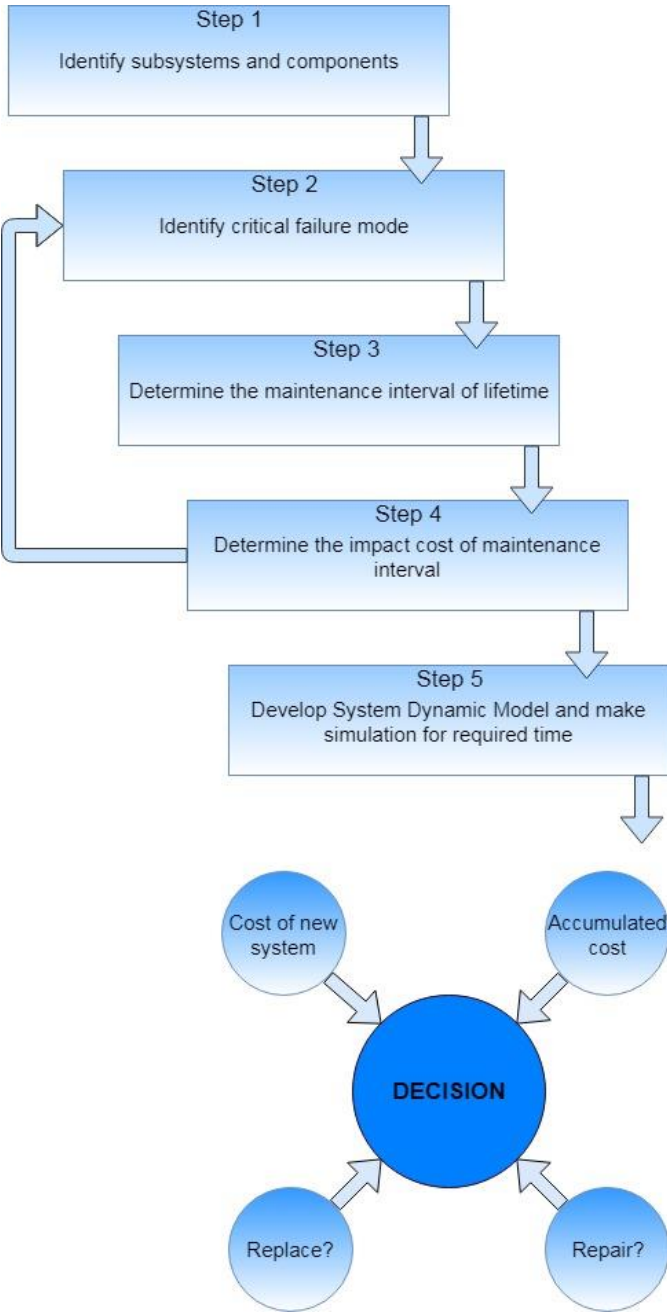 Step 1
Identify subsystems and components
Step 2
Identify critical failure mode
Step 3
Determine the maintenance interval of lifetime
Step 4
Determine the impact cost of maintenance
interval
Step 5
Develop System Dynamic Model and make
simulation for required time
Cost of new
system
Accumulated
cost
DECISION
Replace?
Repair?